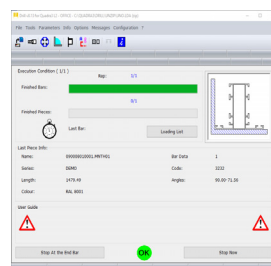 File Tools Parameters Info Options Messages Configuration ?
Execution Condition ( 1/1 )
Rep: 1/1
Finished Bars:
0/1
Finished Pieces:
Last Bar:
Loading List
Last Piece Info:
Name:
Bar Data 1
Series: DEMO
Code: 3232
Length: 2479.49
Angles: 90.00-71.00
Colour: RAL 8001
User Guide
Stop At the End Bar
OK
Stop Now